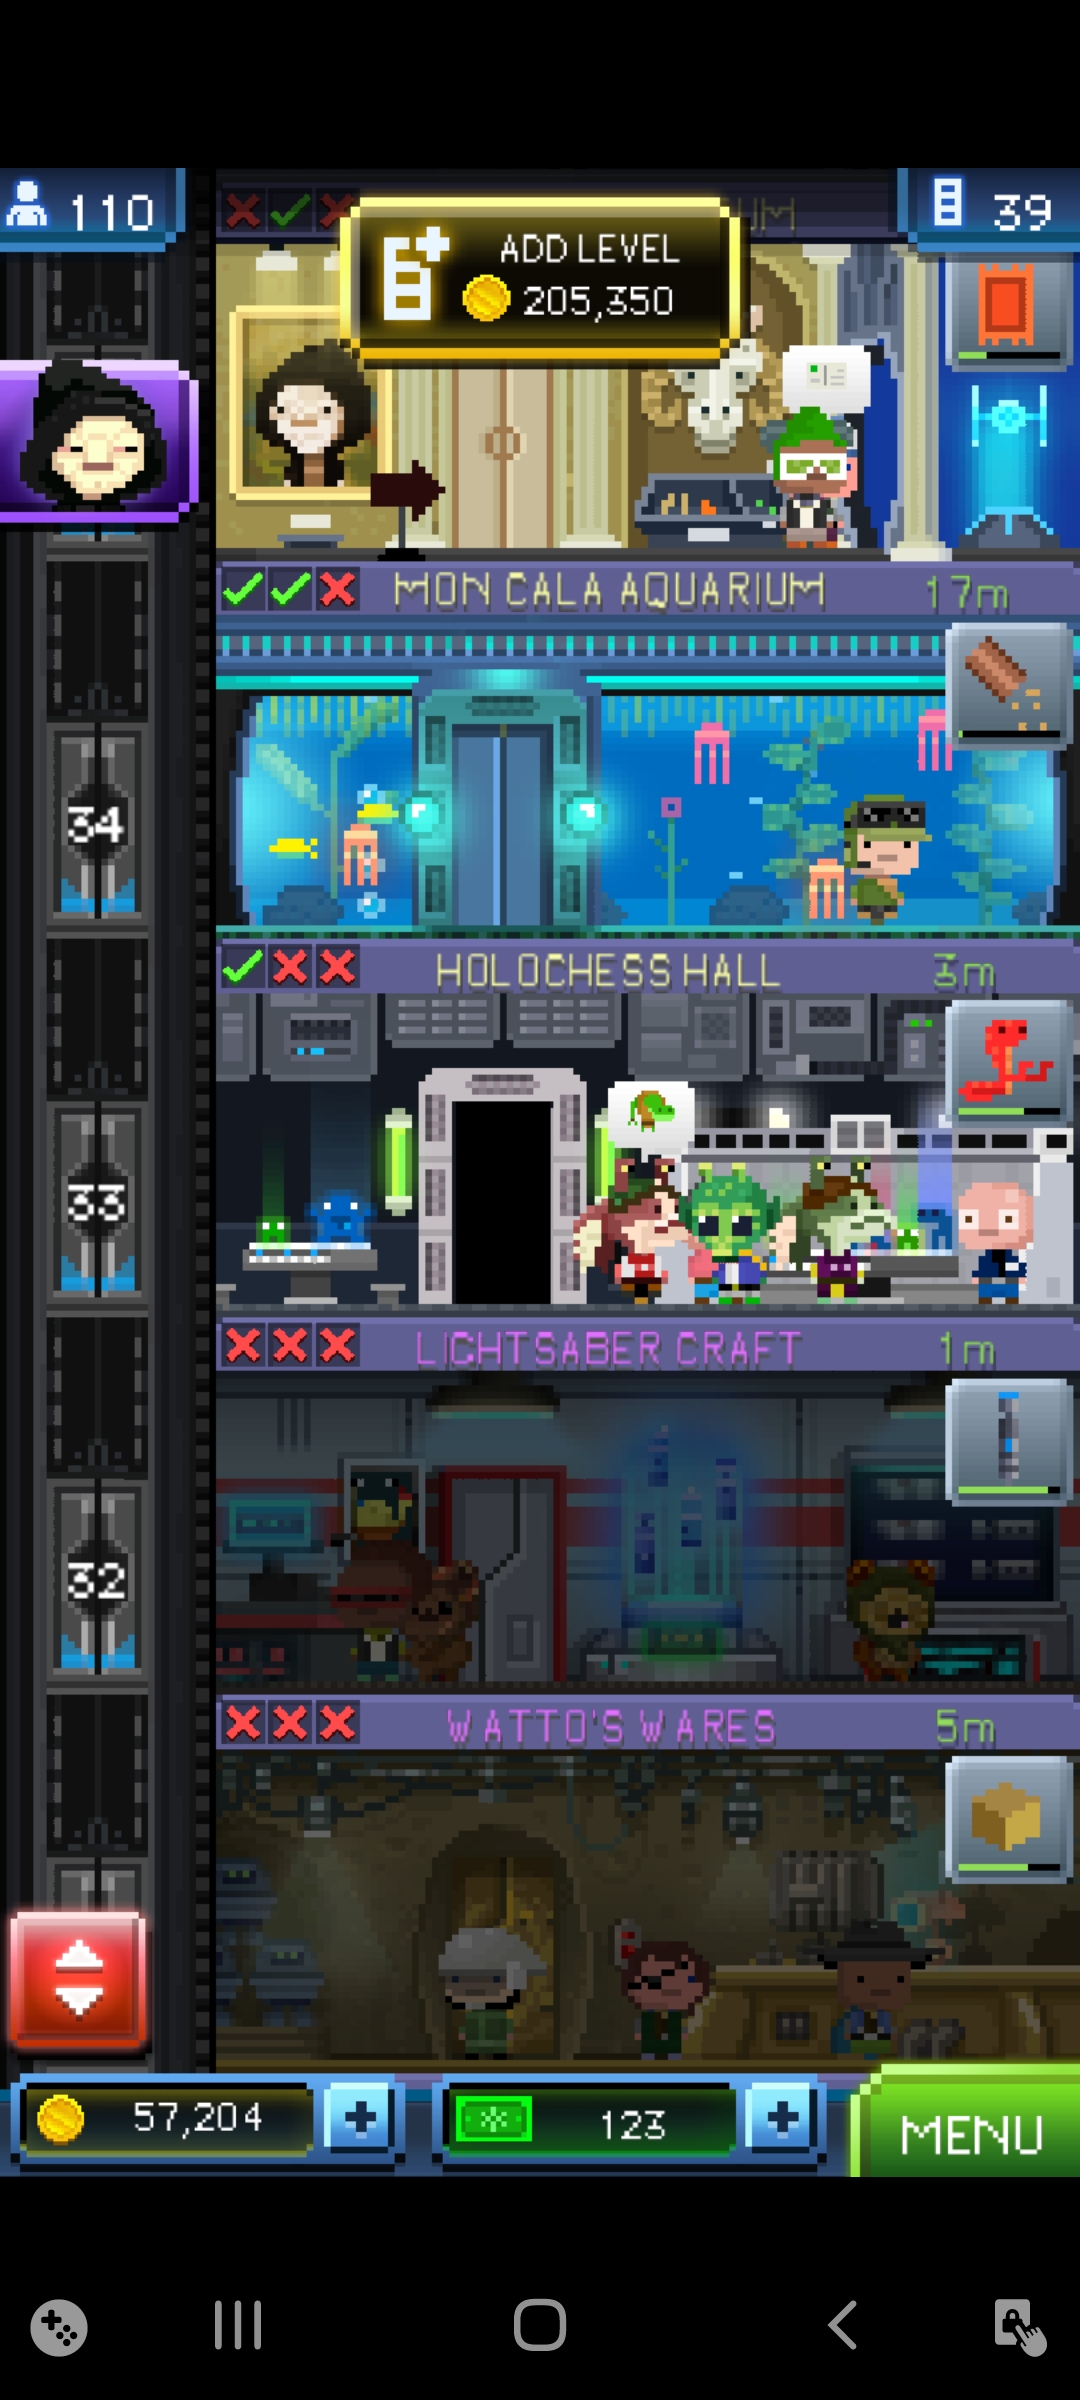 110
39
ADD LEVEL
205,350
UM
MON CALA AQUARIUM 17m
34
HOLOCHESS HALL 3m
33
LIGHTSABER CRAFT 1m
32
WATTO'S WARES 5m
57,204
123
MENU